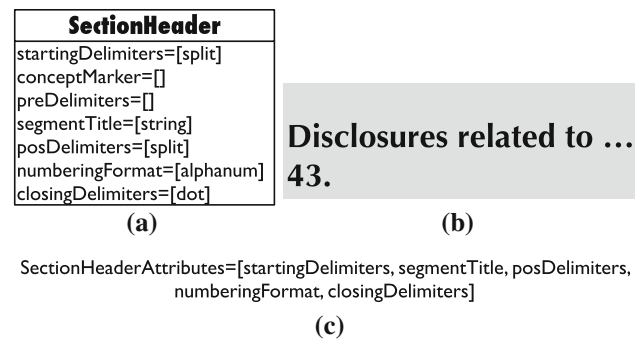 SectionHeader
startingDelimiters=[split]
conceptMarker=[]
preDelimiters=[]
segmentTitle=[string]
posDelimiters=[split]
numberingFormat=[alphanum]
closingDelimiters=[dot]
(a)
Disclosures related to …
43.
(b)
SectionHeaderAttributes=[startingDelimiters, segmentTitle, posDelimiters,
numberingFormat, closingDelimiters]
(c)